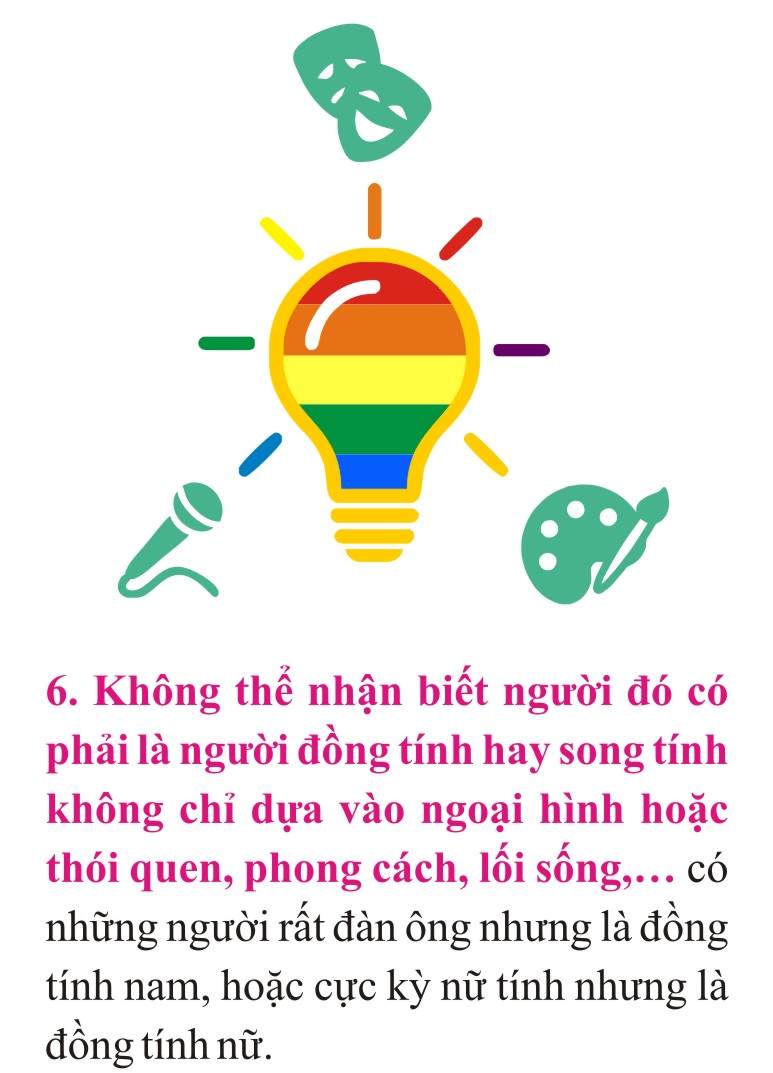 6. Không thể nhận biết người đó có
phải là người đồng tính hay song tính
không chỉ dựa vào ngoại hình hoặc
thói quen, phong cách, lối sống,… có
những người rất đàn ông nhưng là đồng
tính nam, hoặc cực kỳ nữ tính nhưng là
đồng tính nữ.